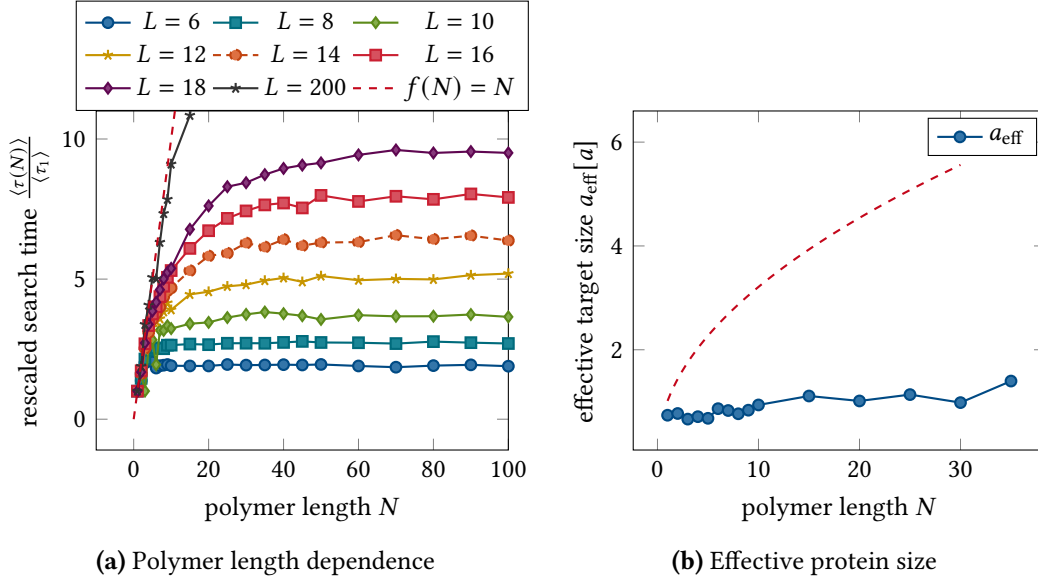 L = 6 L = 8 L = 10
L = 12 L = 14 L = 16
L = 18 L = 200 f(N) = N
10
5
0
rescaled search time ⟨τ(N)⟩/⟨τ₁⟩
0 20 40 60 80 100
polymer length N
(a) Polymer length dependence
a_eff
6
4
2
effective target size a_eff [a]
0 10 20 30
polymer length N
(b) Effective protein size